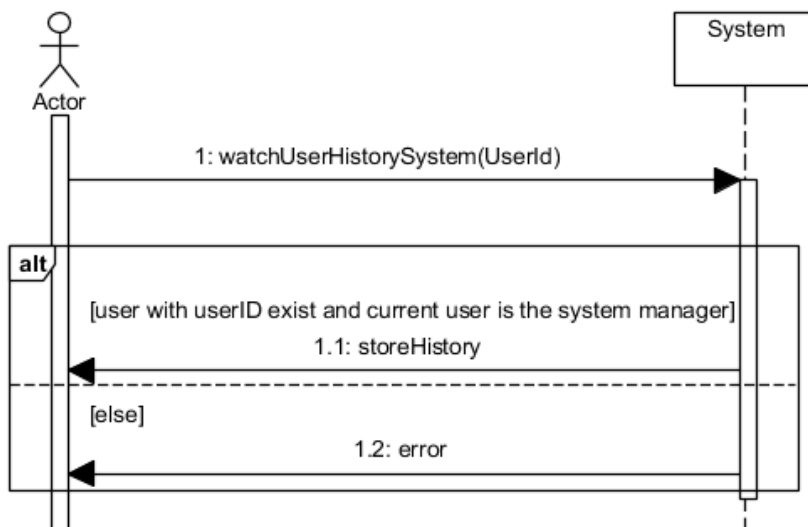 System
Actor
1: watchUserHistorySystem(UserId)
alt
[user with userID exist and current user is the system manager]
1.1: storeHistory
[else]
1.2: error